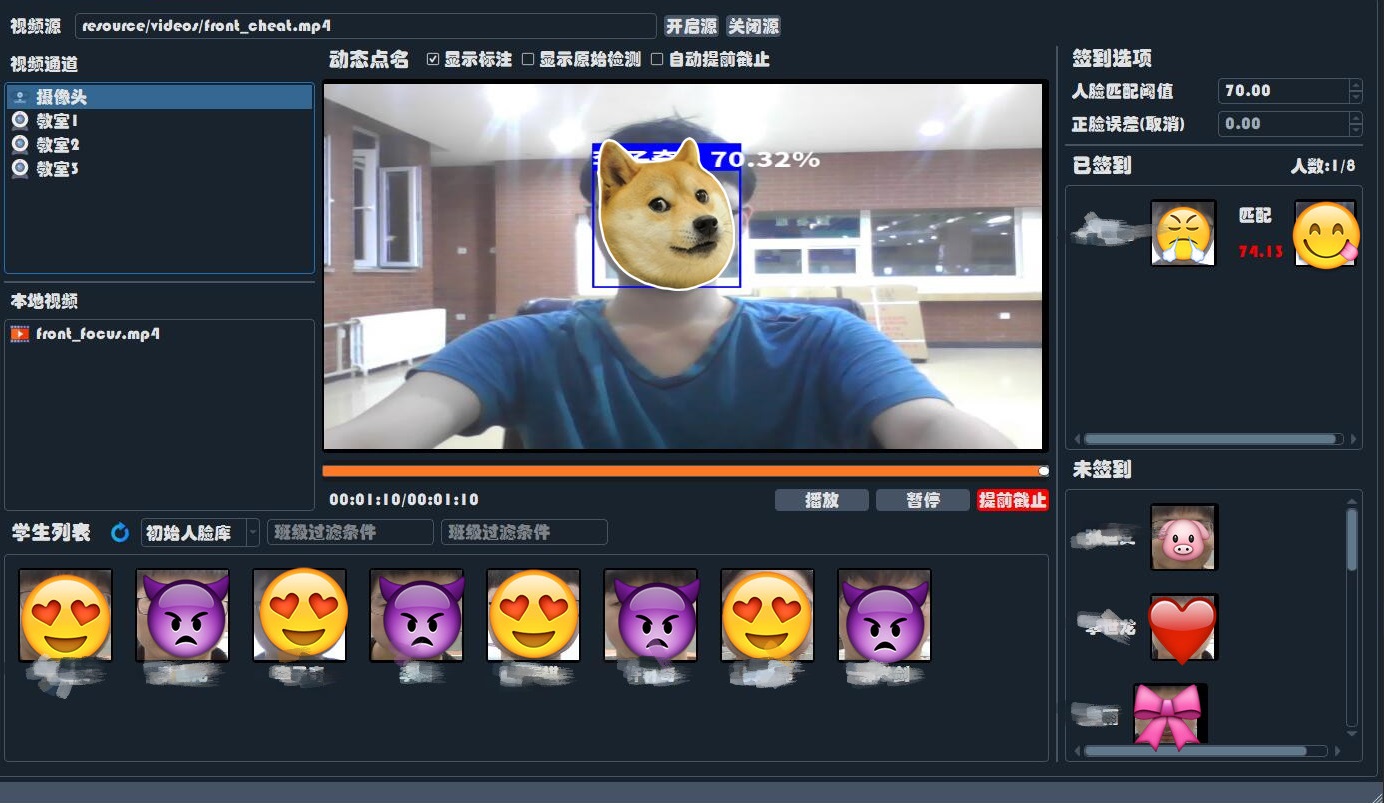 视频源 resource/videos/front_cheat.mp4 开启源 关闭源
视频通道
摄像头
教室1
教室2
教室3
本地视频
front_focus.mp4
动态点名 显示标注 显示原始检测 自动提前截止
70.32%
00:01:10/00:01:10 播放 暂停 提前截止
学生列表 初始人脸库 班级过滤条件 班级过滤条件
签到选项
人脸匹配阈值 70.00
正脸误差(取消) 0.00
已签到 人数:1/8
匹配
74.13
未签到